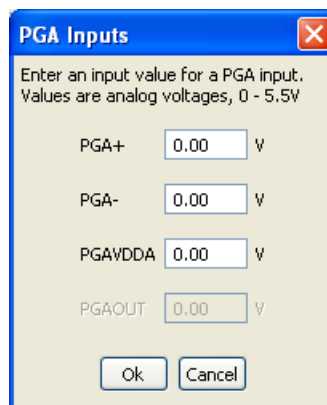 PGA Inputs
Enter an input value for a PGA input.
Values are analog voltages, 0 - 5.5V
PGA+ 0.00 V
PGA- 0.00 V
PGAVDDA 0.00 V
PGAOUT 0.00 V
Ok Cancel